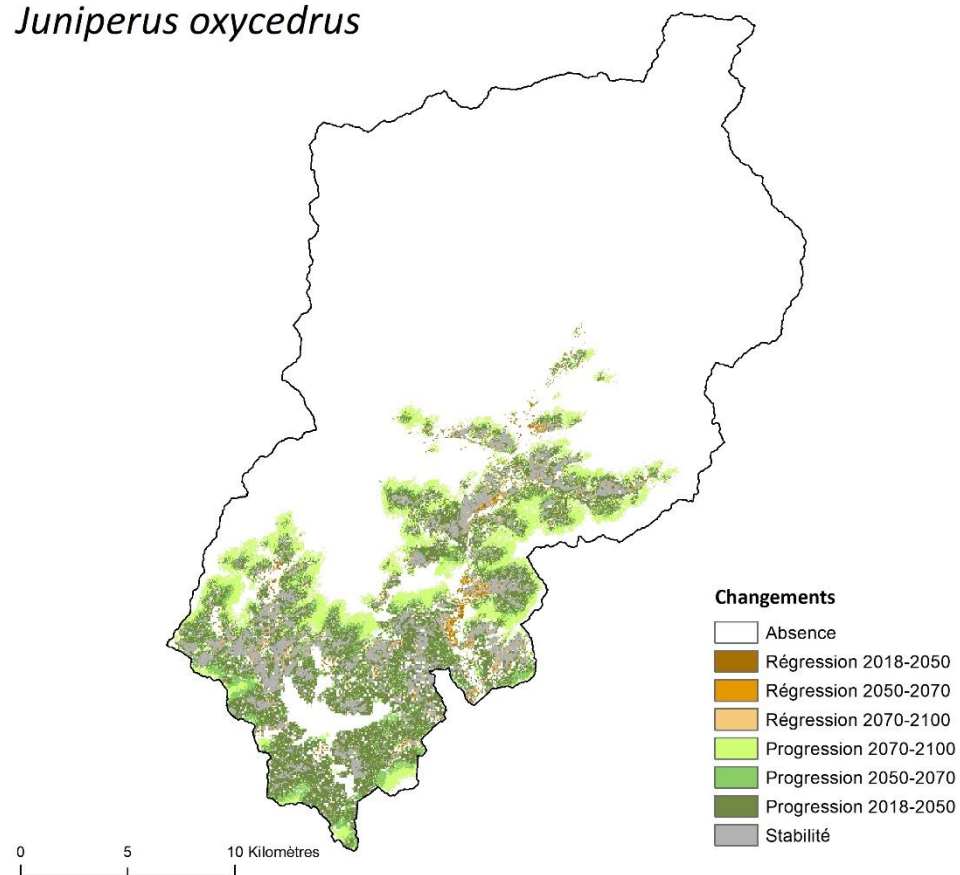 Juniperus oxycedrus
Changements
Absence
Régression 2018-2050
Régression 2050-2070
Régression 2070-2100
Progression 2070-2100
Progression 2050-2070
Progression 2018-2050
Stabilité
0 5 10 Kilomètres